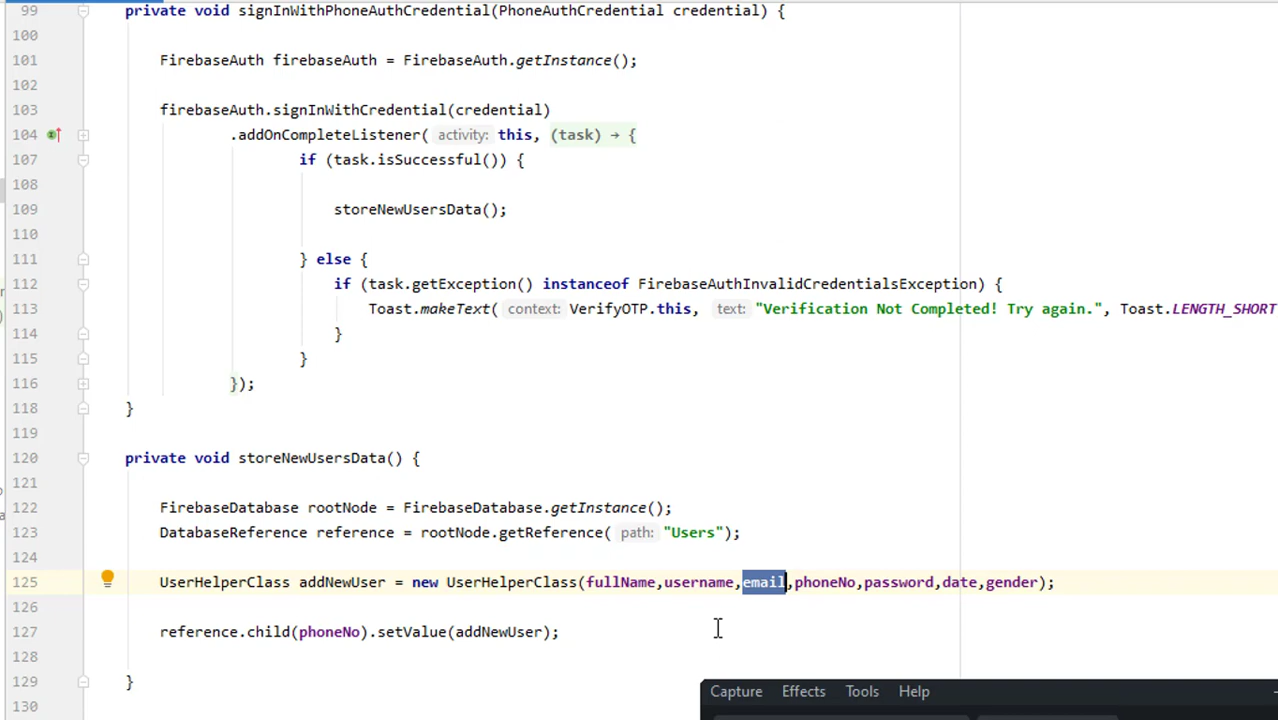 99 private void signInWithPhoneAuthCredential(PhoneAuthCredential credential) {
100
101 FirebaseAuth firebaseAuth = FirebaseAuth.getInstance();
102
103 firebaseAuth.signInWithCredential(credential)
104 .addOnCompleteListener( activity: this, (task) → {
107 if (task.isSuccessful()) {
108
109 storeNewUsersData();
110
111 } else {
112 if (task.getException() instanceof FirebaseAuthInvalidCredentialsException) {
113 Toast.makeText( context: VerifyOTP.this, text: "Verification Not Completed! Try again.", Toast.LENGTH_SHORT
114 }
115 }
116 });
118 }
119
120 private void storeNewUsersData() {
121
122 FirebaseDatabase rootNode = FirebaseDatabase.getInstance();
123 DatabaseReference reference = rootNode.getReference( path: "Users");
124
125 UserHelperClass addNewUser = new UserHelperClass(fullName,username,email,phoneNo,password,date,gender);
126
127 reference.child(phoneNo).setValue(addNewUser);
128
129 }
130
Capture Effects Tools Help